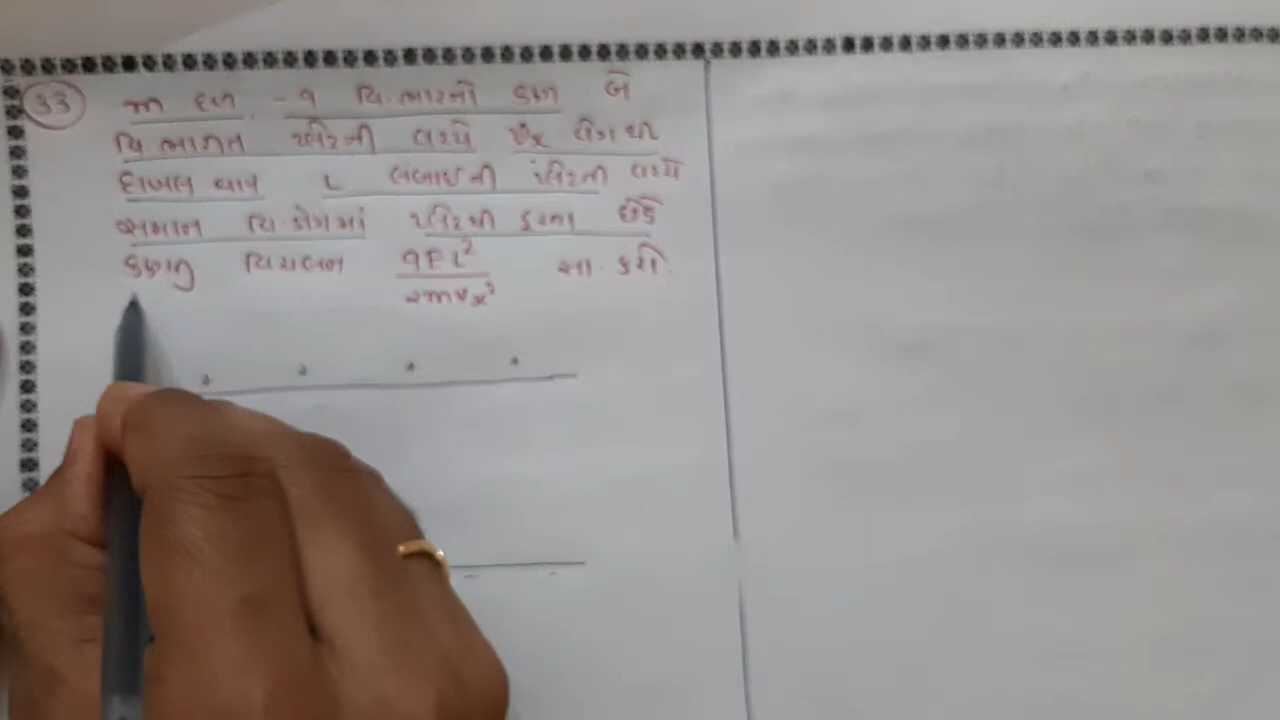 33 m દળ, -q વિ.ભારનો કણ બે
વિભારીત પ્લેટની વચ્ચે vx વેગથી
દાખલ થાય L લંબાઈની પ્લેટની વચ્ચે
સમાન વિ.ક્ષેત્રમાં પ્લેટથી દુરના છેડે
કણનુ વિચલન qEL²/2mvx² સા. કરો.